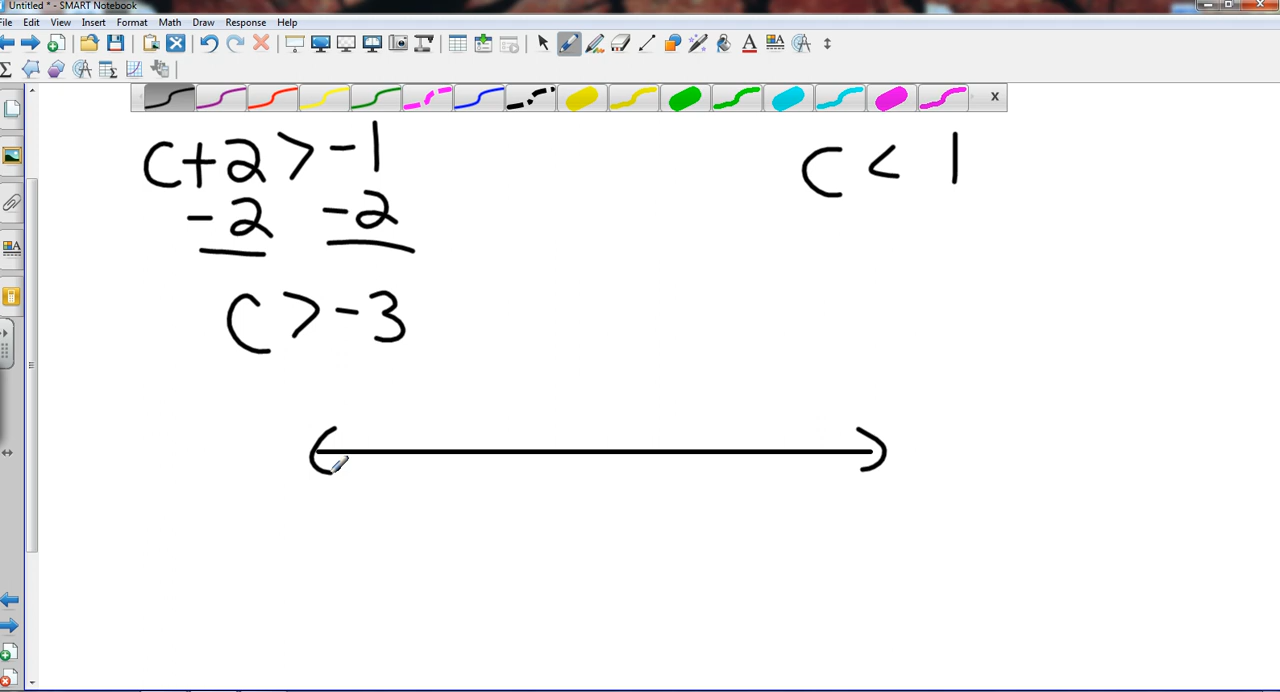 Untitled * - SMART Notebook
File Edit View Insert Format Math Draw Response Help
c+2 > -1
c < 1
-2 -2
c > -3